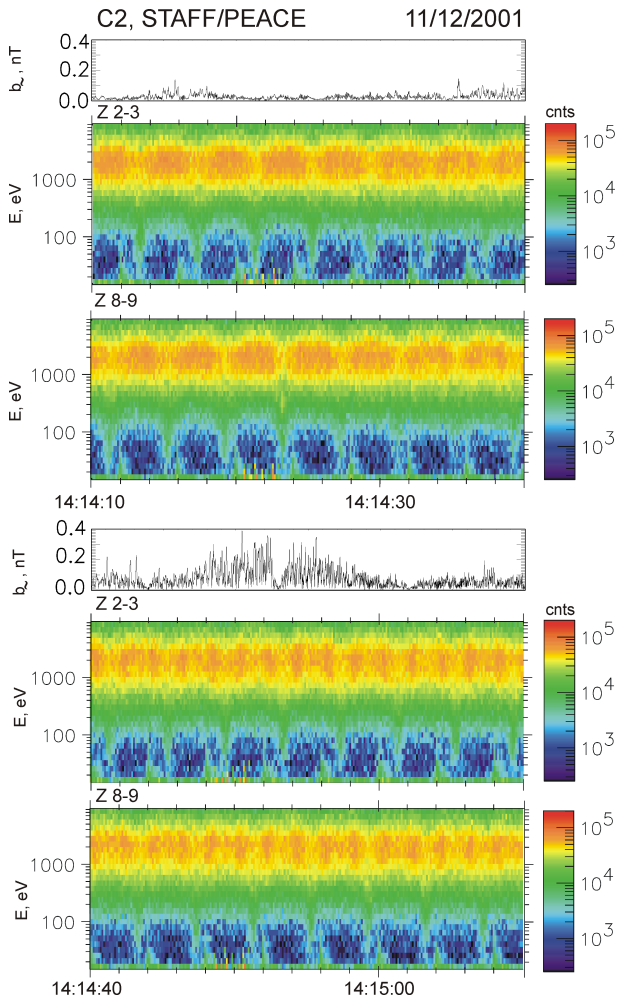 C2, STAFF/PEACE 11/12/2001
0.4
0.2
0.0
b~, nT
Z 2-3
cnts
1000
100
E, eV
10^5
10^4
10^3
Z 8-9
1000
100
E, eV
10^5
10^4
10^3
14:14:10 14:14:30
0.4
0.2
0.0
b~, nT
Z 2-3
cnts
1000
100
E, eV
10^5
10^4
10^3
Z 8-9
1000
100
E, eV
10^5
10^4
10^3
14:14:40 14:15:00